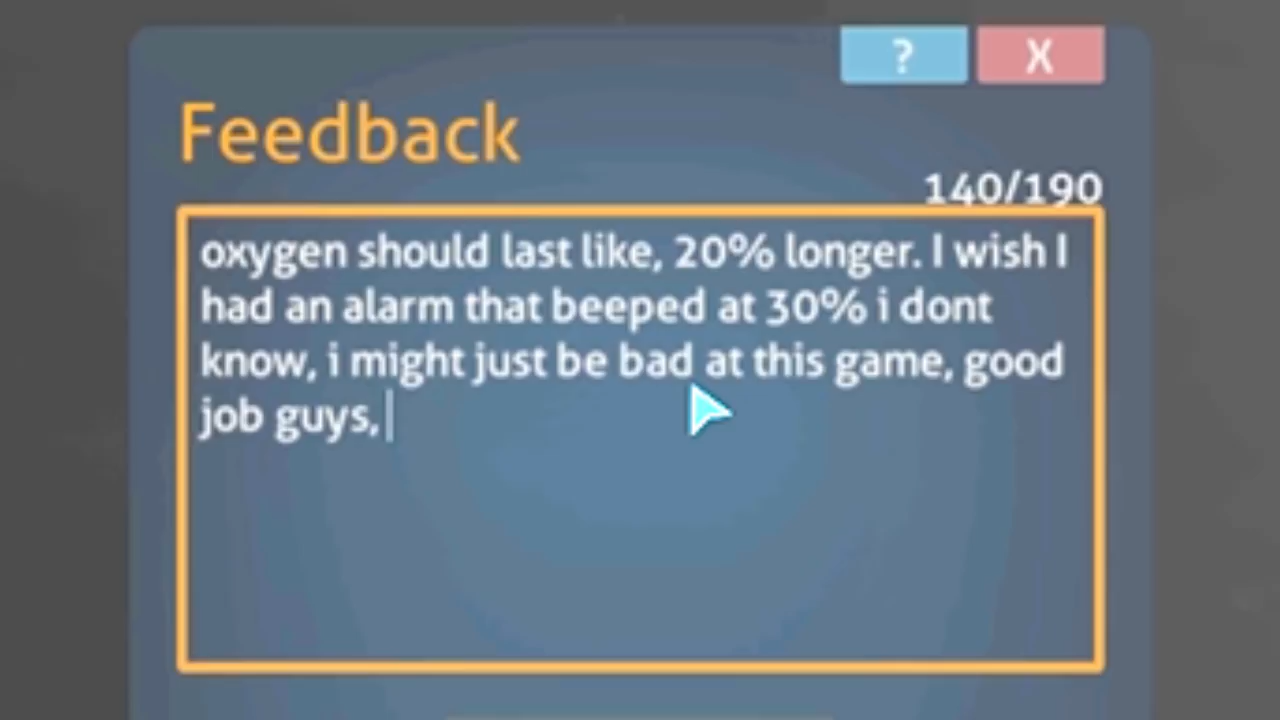 ? X
Feedback
140/190
oxygen should last like, 20% longer. I wish I
had an alarm that beeped at 30% i dont
know, i might just be bad at this game, good
job guys,